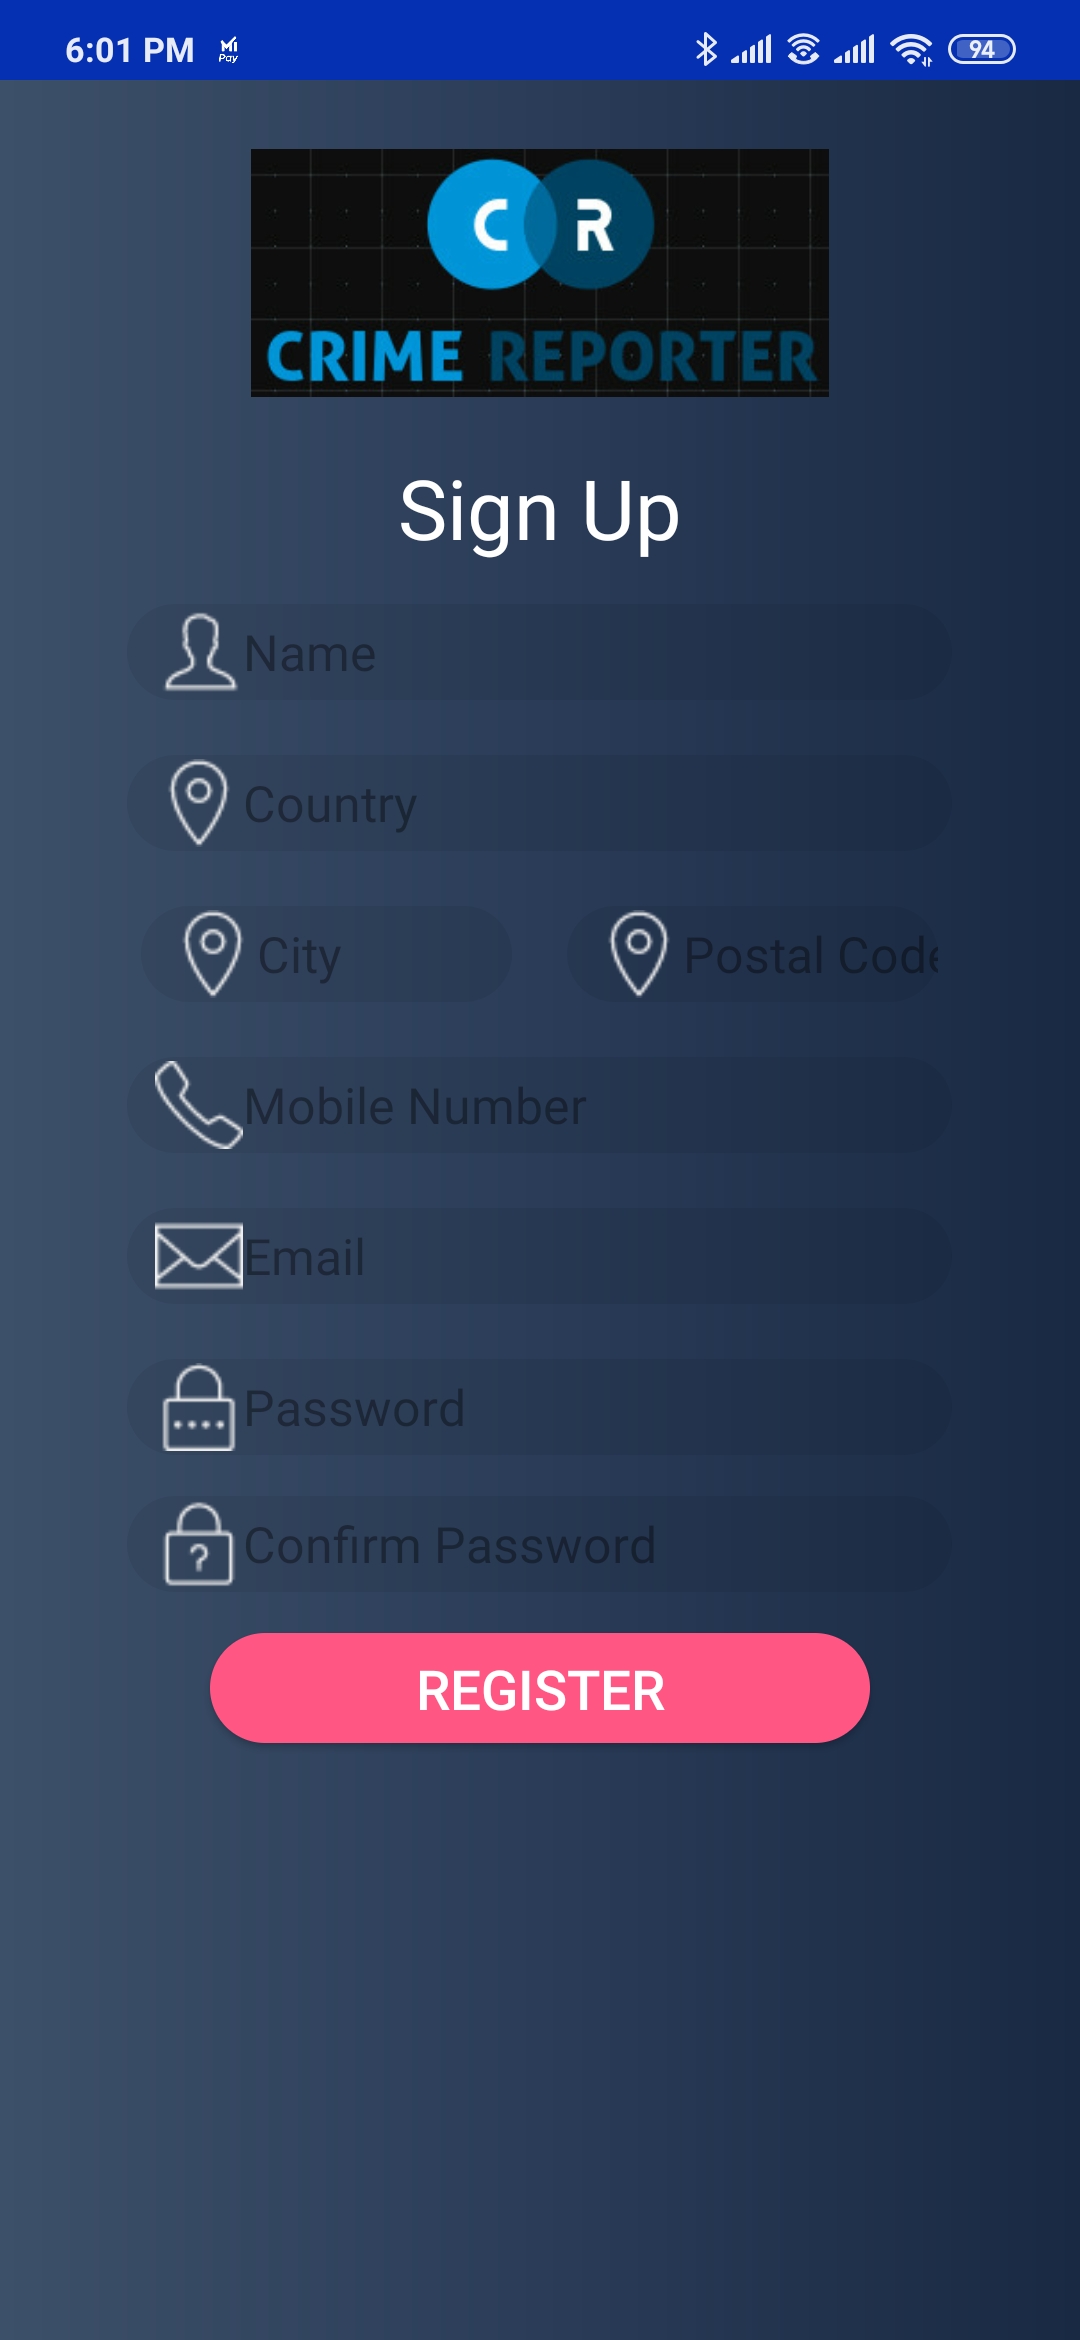 6:01 PM MI Pay 94
C R
CRIME REPORTER
Sign Up
Name
Country
City Postal Code
Mobile Number
Email
Password
Confirm Password
REGISTER